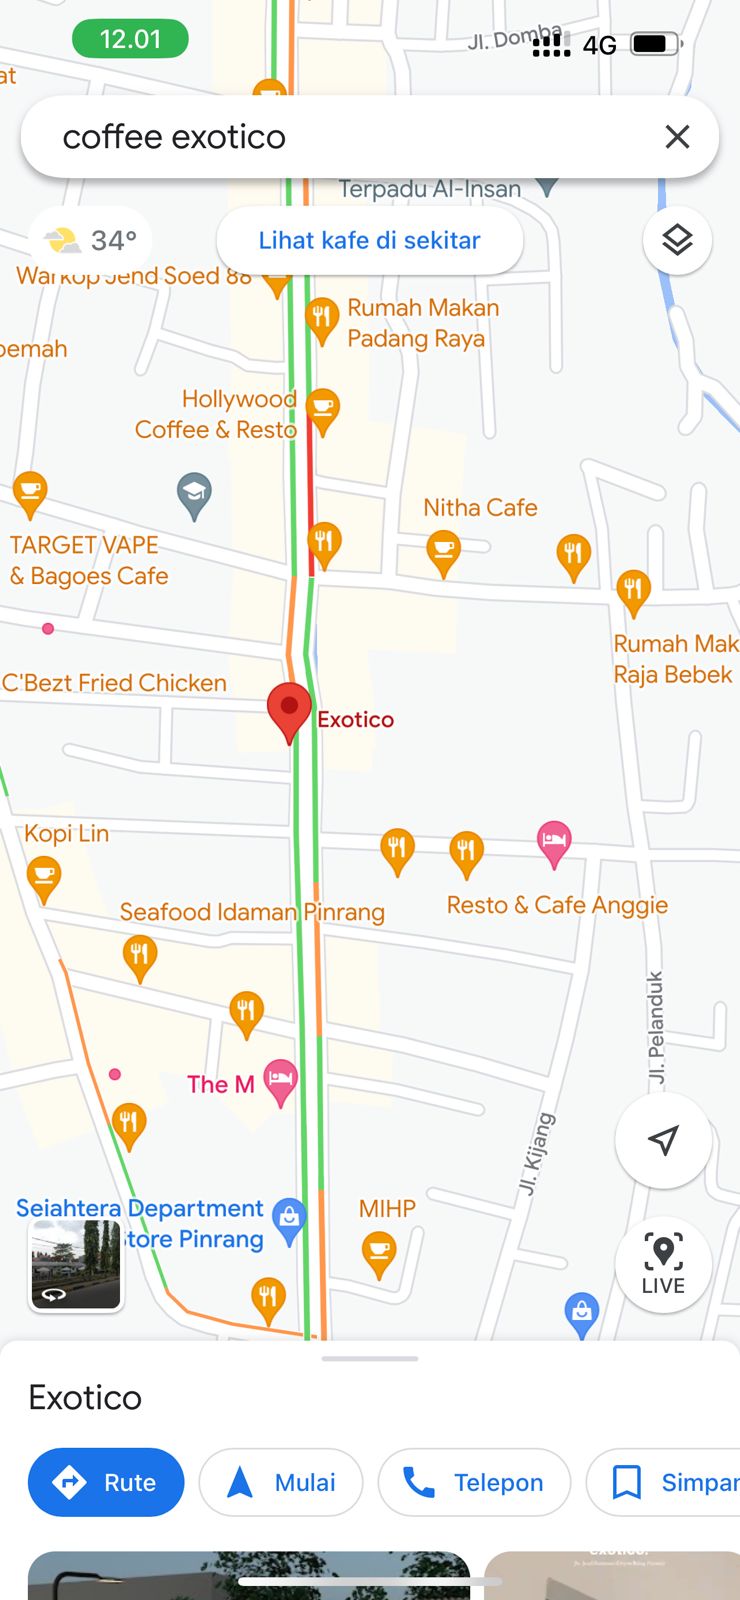 12.01
4G
Jl. Domba
at
coffee exotico
Terpadu Al-Insan
34°
Lihat kafe di sekitar
Warkop Jend Soed 88
Rumah Makan
Padang Raya
oemah
Hollywood
Coffee & Resto
Nitha Cafe
TARGET VAPE
& Bagoes Cafe
Rumah Mak
Raja Bebek
C'Bezt Fried Chicken
Exotico
Kopi Lin
Seafood Idaman Pinrang
Resto & Cafe Anggie
Jl. Pelanduk
The M
Jl. Kijang
Sejahtera Department
Store Pinrang
MIHP
LIVE
Exotico
Rute
Mulai
Telepon
Simpan
exotico.